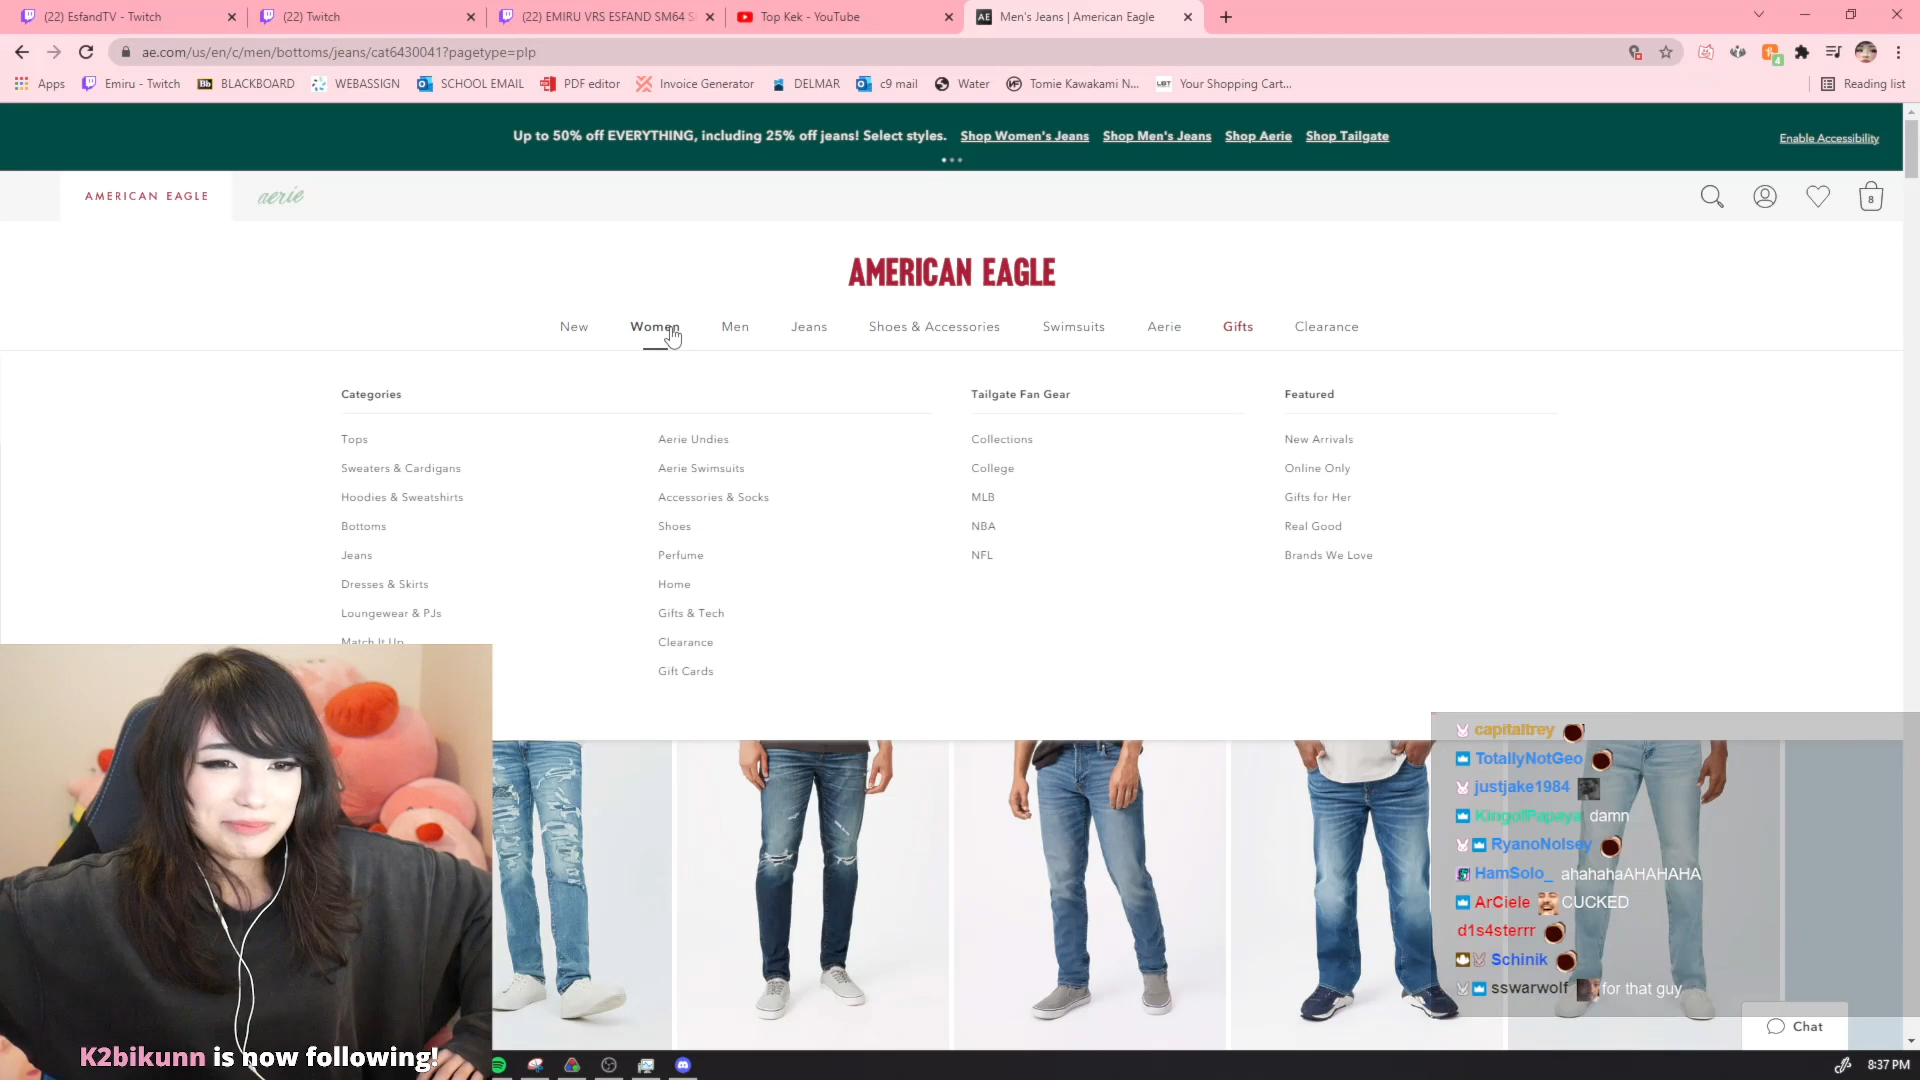 (22) EsfandTV - Twitch
(22) Twitch
(22) EMIRU VRS ESFAND SM64 S
Top Kek - YouTube
Men's Jeans | American Eagle
ae.com/us/en/c/men/bottoms/jeans/cat6430041?pagetype=plp
4
Apps
Emiru - Twitch
BLACKBOARD
WEBASSIGN
SCHOOL EMAIL
PDF editor
Invoice Generator
DELMAR
c9 mail
Water
Tomie Kawakami N...
Your Shopping Cart...
Reading list
Up to 50% off EVERYTHING, including 25% off jeans! Select styles. Shop Women's Jeans Shop Men's Jeans Shop Aerie Shop Tailgate
Enable Accessibility
AMERICAN EAGLE
aerie
8
AMERICAN EAGLE
New Women Men Jeans Shoes & Accessories Swimsuits Aerie Gifts Clearance
Categories
Tops
Sweaters & Cardigans
Hoodies & Sweatshirts
Bottoms
Jeans
Dresses & Skirts
Loungewear & PJs
Match It Up
Aerie Undies
Aerie Swimsuits
Accessories & Socks
Shoes
Perfume
Home
Gifts & Tech
Clearance
Gift Cards
Tailgate Fan Gear
Collections
College
MLB
NBA
NFL
Featured
New Arrivals
Online Only
Gifts for Her
Real Good
Brands We Love
capitaltrey
TotallyNotGeo
justjake1984
KingofPapaya damn
RyanoNolsey
HamSolo_ ahahahaAHAHAHA
ArCiele CUCKED
d1s4sterrr
Schinik
sswarwolf for that guy
Chat
K2bikunn is now following!
8:37 PM